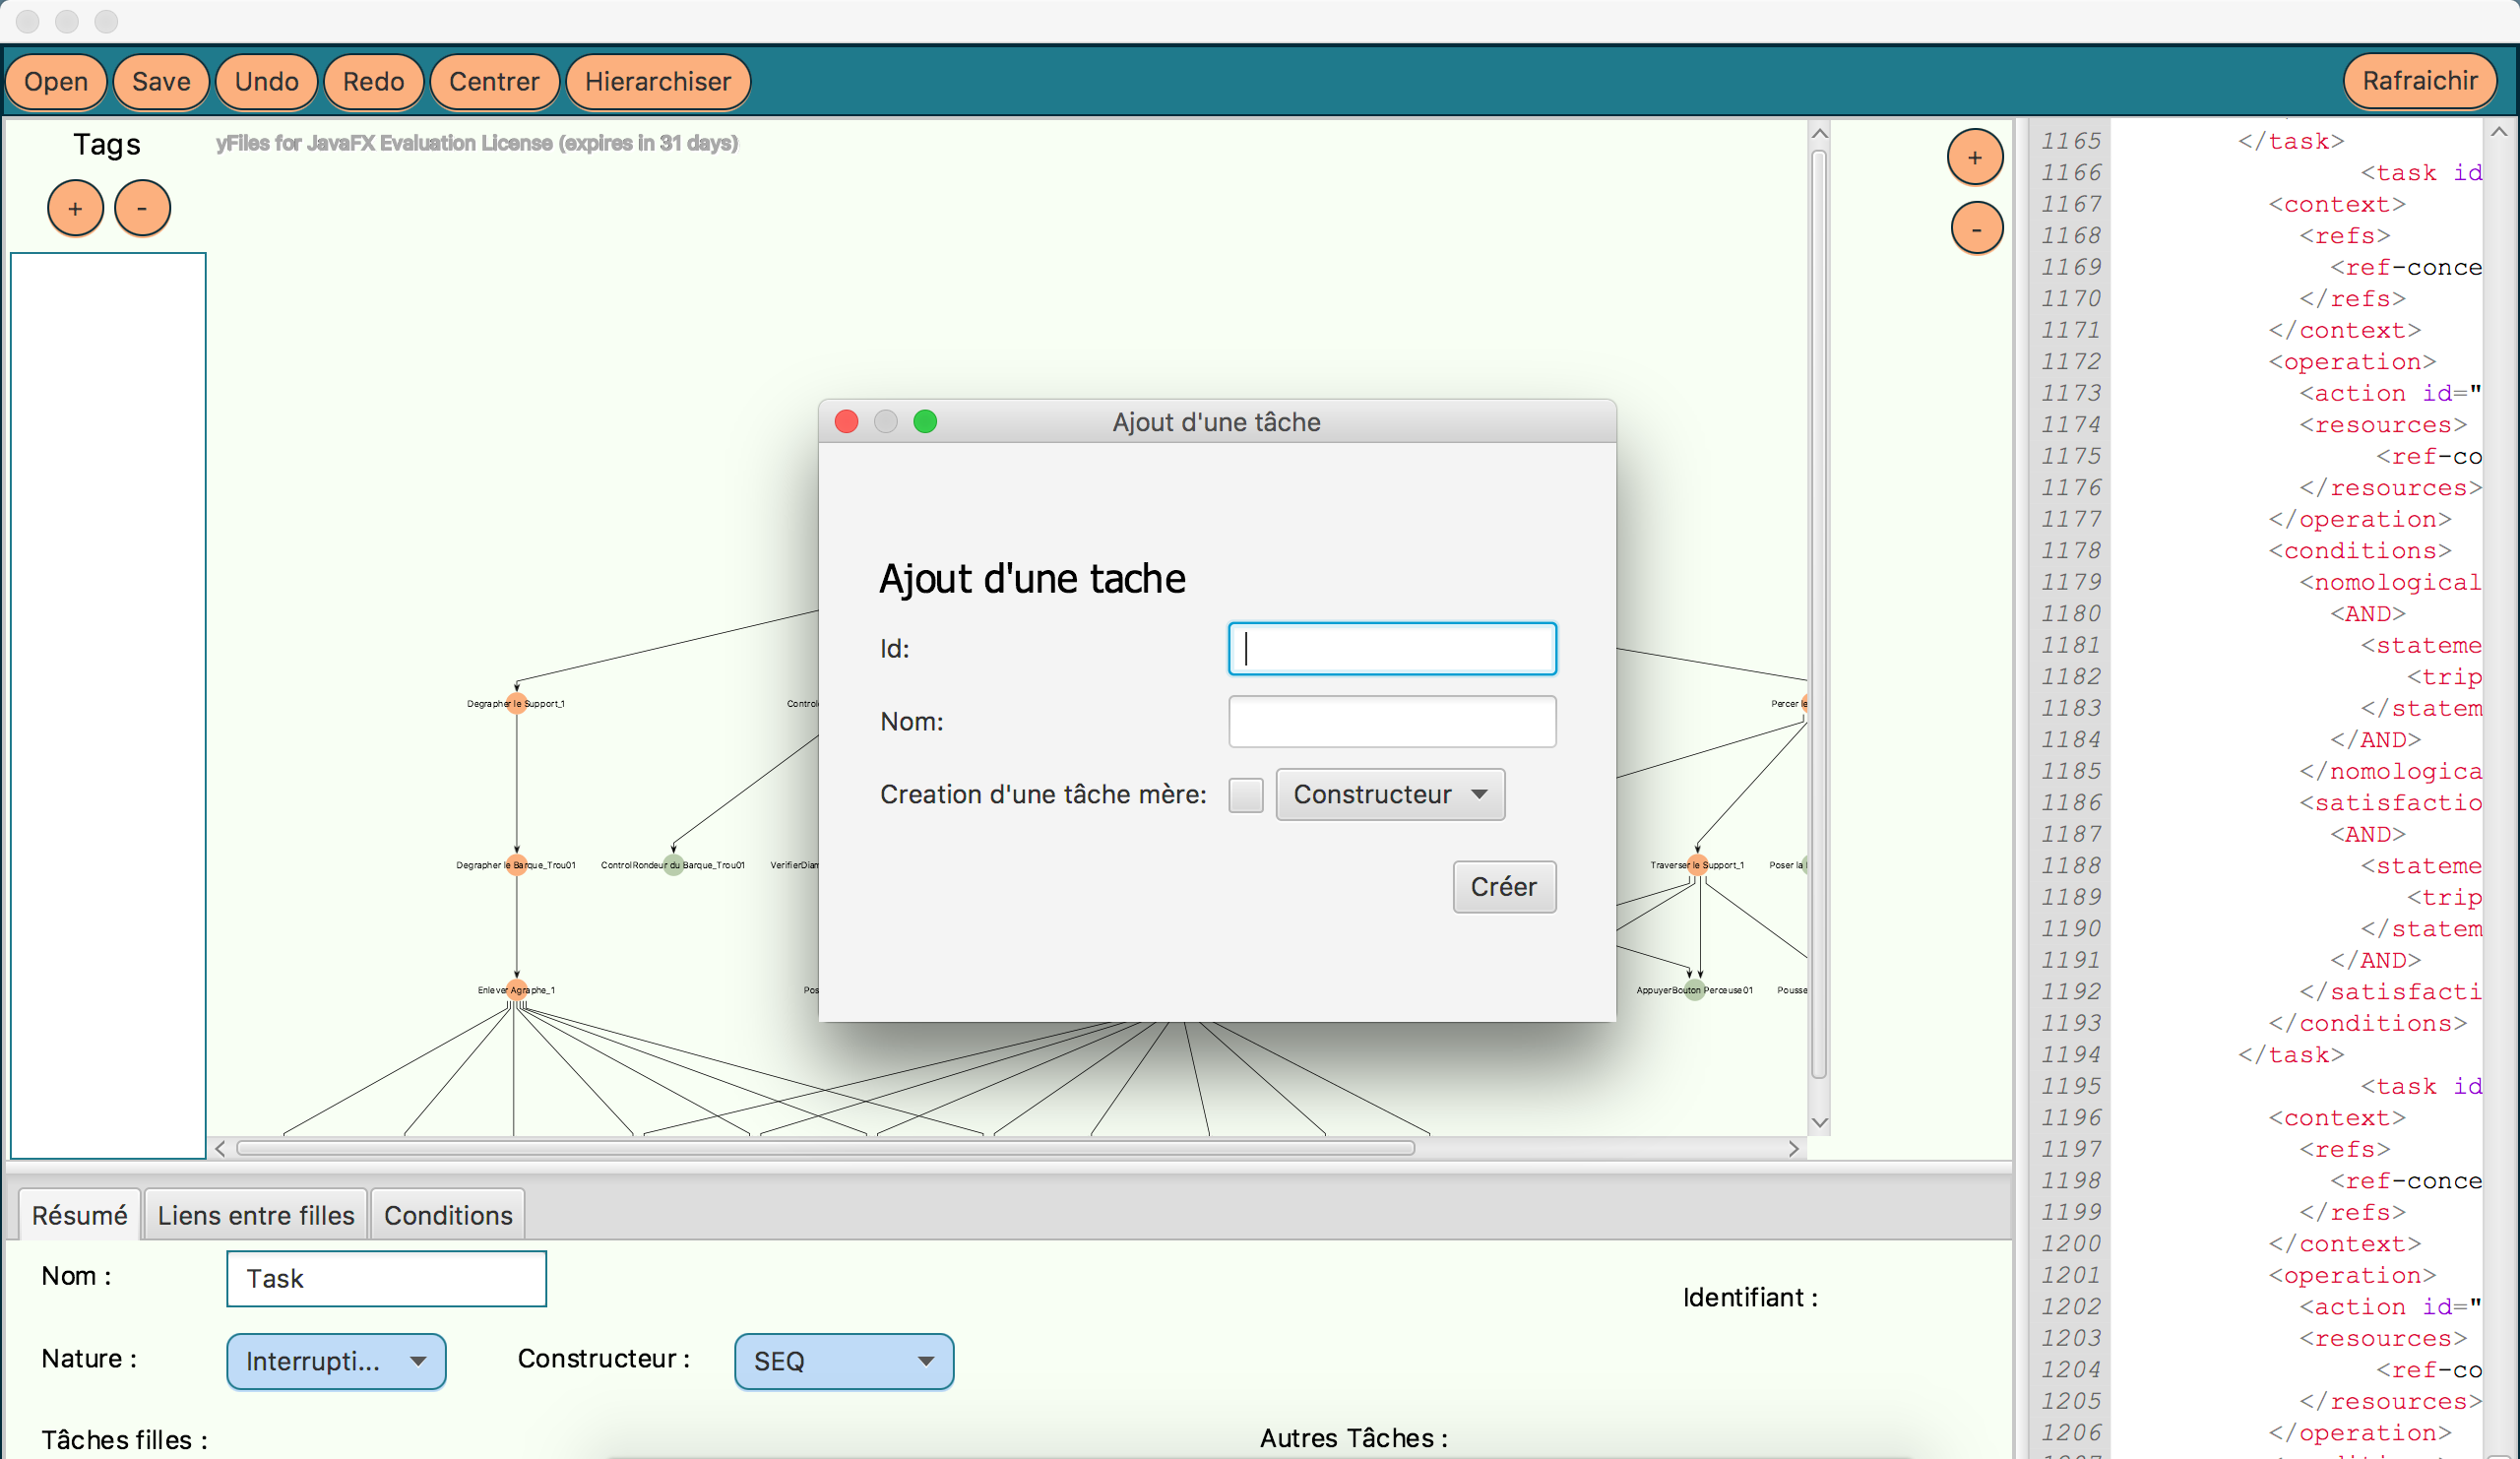 Open Save Undo Redo Centrer Hierarchiser Rafraichir
Tags
yFiles for JavaFX Evaluation License (expires in 31 days)
+ -
+
-
Degrapher le Support_1
Percer le
Degrapher le Barque_Trou01
ControlRondeur du Barque_Trou01
Traverser le Support_1
Poser la
Enlever Agraphe_1
AppuyerBouton Perceuse01
Ajout d'une tâche
Ajout d'une tache
Id:
Nom:
Creation d'une tâche mère: Constructeur
Créer
Résumé Liens entre filles Conditions
Nom : Task
Identifiant :
Nature : Interrupti... Constructeur : SEQ
Tâches filles : Autres Tâches :
1165 </task>
1166 <task id
1167 <context>
1168 <refs>
1169 <ref-conce
1170 </refs>
1171 </context>
1172 <operation>
1173 <action id="
1174 <resources>
1175 <ref-co
1176 </resources>
1177 </operation>
1178 <conditions>
1179 <nomological
1180 <AND>
1181 <stateme
1182 <trip
1183 </statem
1184 </AND>
1185 </nomologica
1186 <satisfactio
1187 <AND>
1188 <stateme
1189 <trip
1190 </statem
1191 </AND>
1192 </satisfacti
1193 </conditions>
1194 </task>
1195 <task id
1196 <context>
1197 <refs>
1198 <ref-conce
1199 </refs>
1200 </context>
1201 <operation>
1202 <action id="
1203 <resources>
1204 <ref-co
1205 </resources>
1206 </operation>